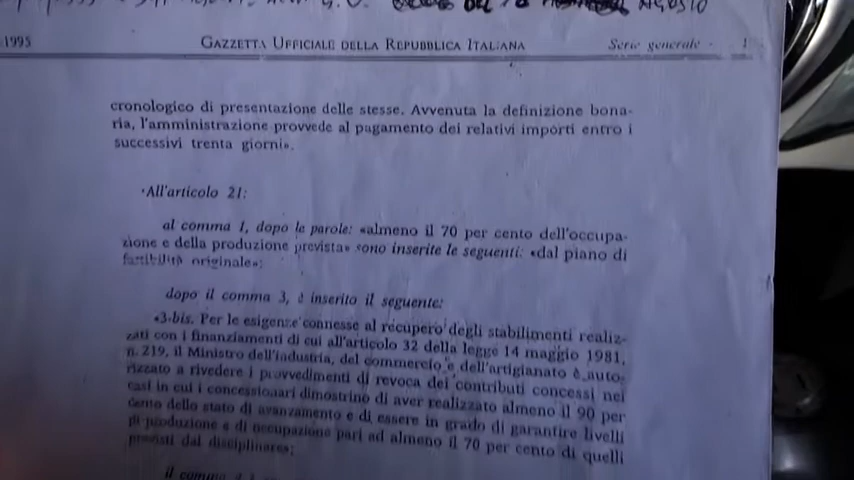 G.U. DEL 18 AGOSTO
1995 GAZZETTA UFFICIALE DELLA REPUBBLICA ITALIANA Serie generale -
cronologico di presentazione delle stesse. Avvenuta la definizione bona-
ria, l'amministrazione provvede al pagamento dei relativi importi entro i
successivi trenta giorni».
All'articolo 21:
al comma 1, dopo le parole: «almeno il 70 per cento dell'occupa-
zione e della produzione prevista» sono inserite le seguenti: «dal piano di
fattibilità originale»;
dopo il comma 3, è inserito il seguente:
«3-bis. Per le esigenze connesse al recupero degli stabilimenti realiz-
zati con i finanziamenti di cui all'articolo 32 della legge 14 maggio 1981,
n. 219, il Ministro dell'industria, del commercio e dell'artigianato è auto-
rizzato a rivedere i provvedimenti di revoca dei contributi concessi nei
casi in cui i concessionari dimostrino di aver realizzato almeno il 90 per
cento dello stato di avanzamento e di essere in grado di garantire livelli
di produzione e di occupazione pari ad almeno il 70 per cento di quelli
previsti dal disciplinare»;
il comma